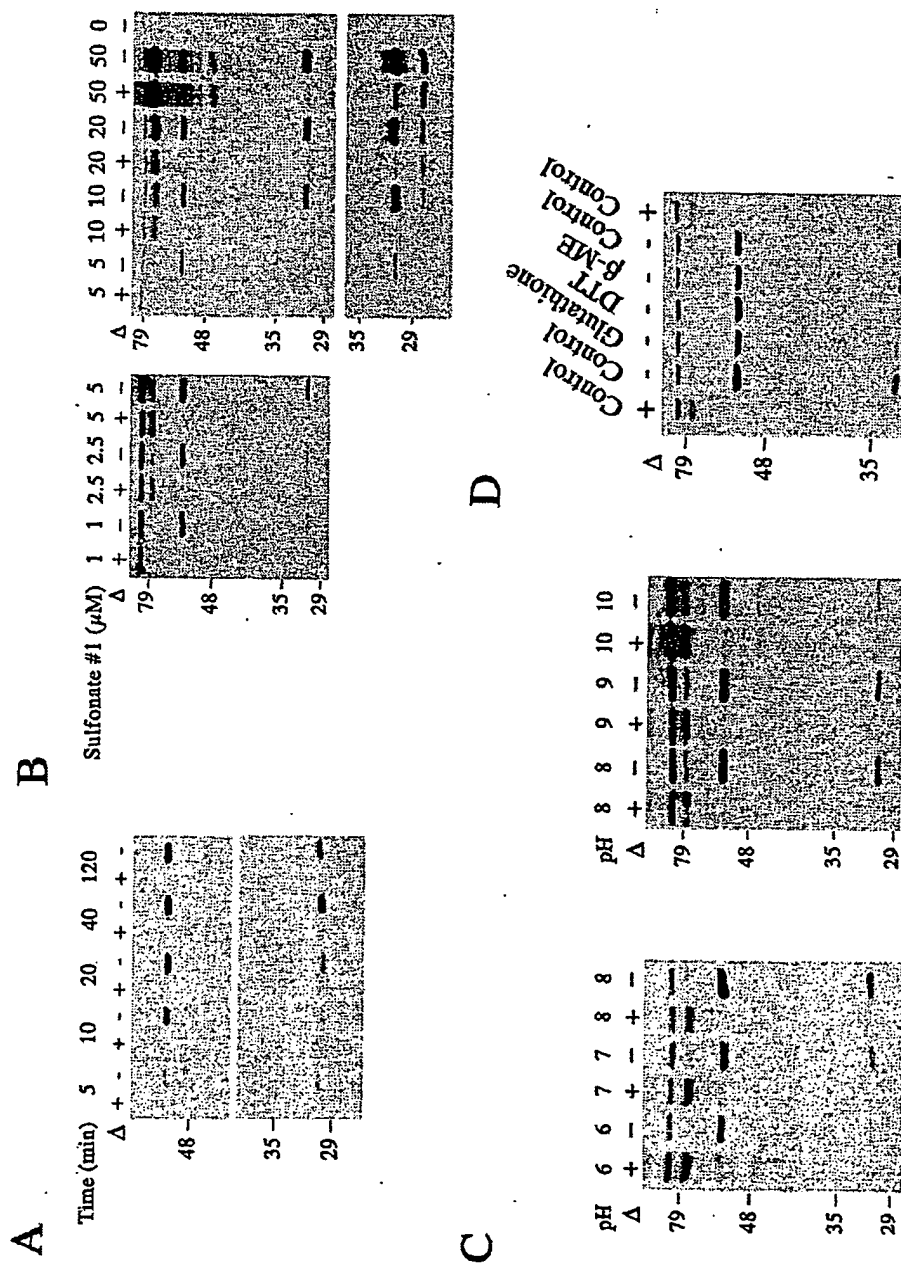 A
Time (min) 5 10 20 40 120
Δ + - + - + - + - + -
48
35
29
B
Sulfonate #1 (μM) 1 1 2.5 2.5 5 5
Δ + - + - + -
79
48
35
29
5 5 10 10 20 20 50 50 0
Δ + - + - + - + - -
79
48
35
29
35
29
C
pH 6 6 7 7 8 8
Δ + - + - + -
79
48
35
29
pH 8 8 9 9 10 10
Δ + - + - + -
79
48
35
29
D
Control Control Glutathione DTT β-ME Control Control
Δ + - - - - - +
79
48
35